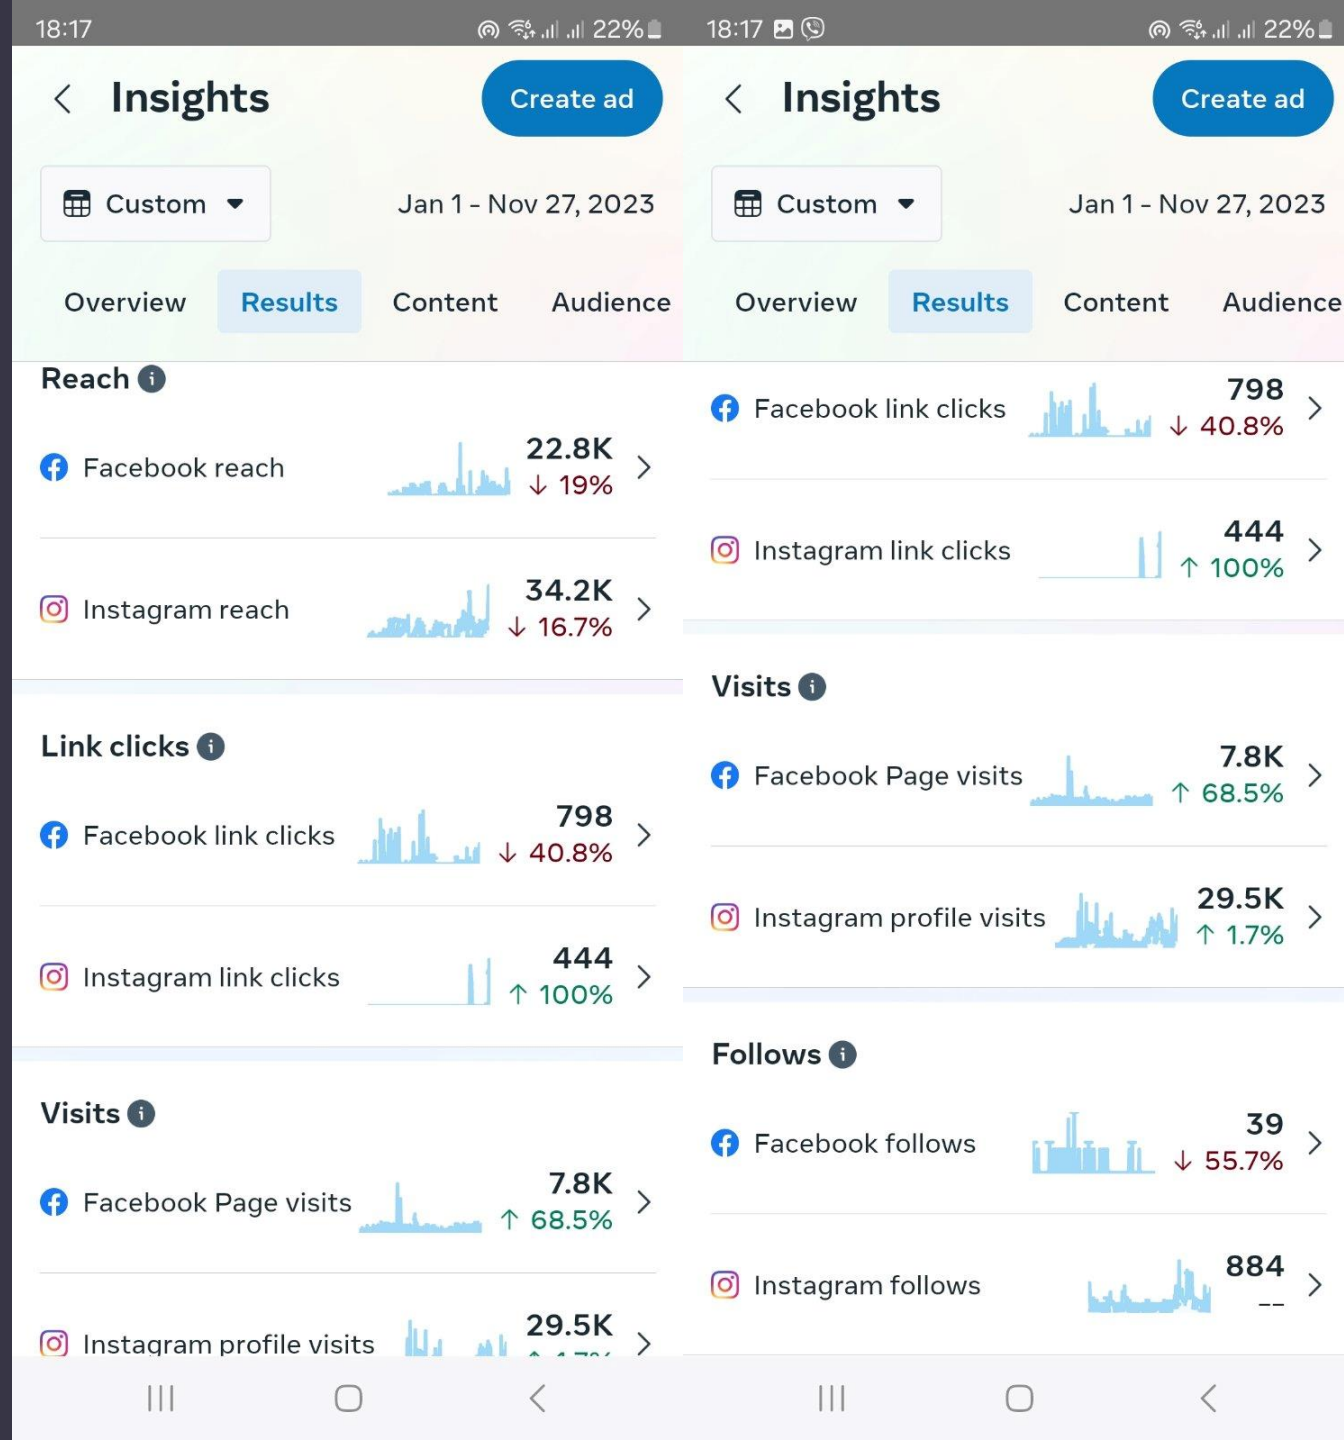 18:17
22%
Insights
Create ad
Custom
Jan 1 - Nov 27, 2023
Overview
Results
Content
Audience
Reach
Facebook reach
22.8K
↓ 19%
Instagram reach
34.2K
↓ 16.7%
Link clicks
Facebook link clicks
798
↓ 40.8%
Instagram link clicks
444
↑ 100%
Visits
Facebook Page visits
7.8K
↑ 68.5%
Instagram profile visits
29.5K
↑ 1.7%
18:17
22%
Insights
Create ad
Custom
Jan 1 - Nov 27, 2023
Overview
Results
Content
Audience
Facebook link clicks
798
↓ 40.8%
Instagram link clicks
444
↑ 100%
Visits
Facebook Page visits
7.8K
↑ 68.5%
Instagram profile visits
29.5K
↑ 1.7%
Follows
Facebook follows
39
↓ 55.7%
Instagram follows
884
--